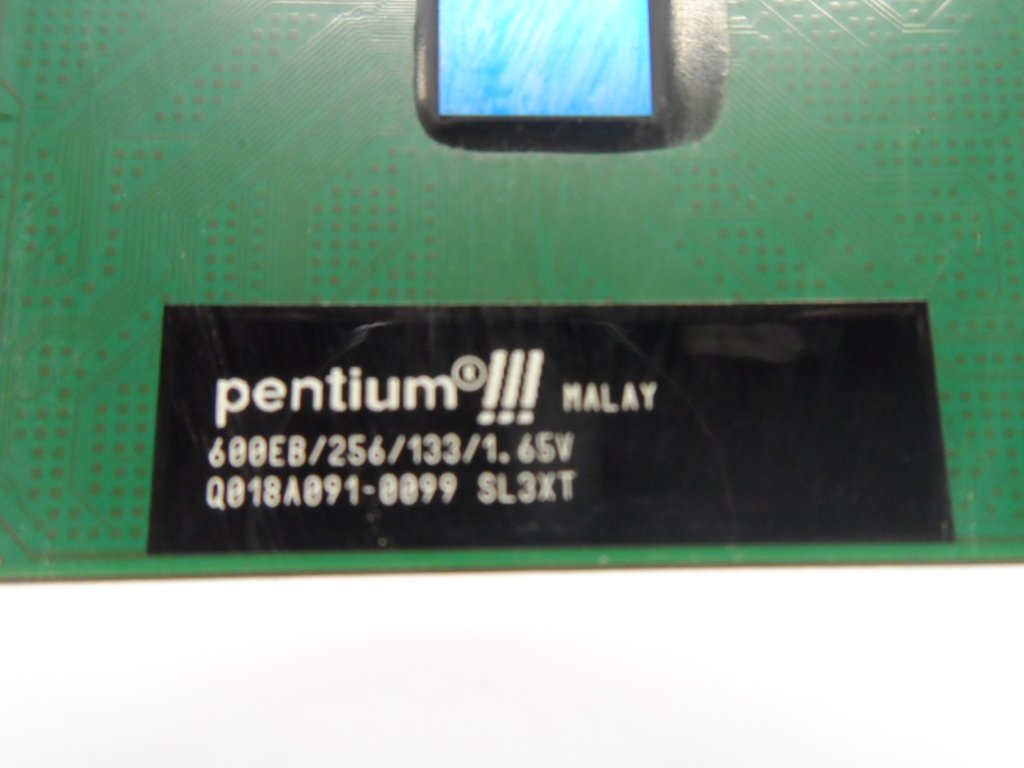 pentium®!!! MALAY
600EB/256/133/1.65V
Q018A091-0099 SL3XT